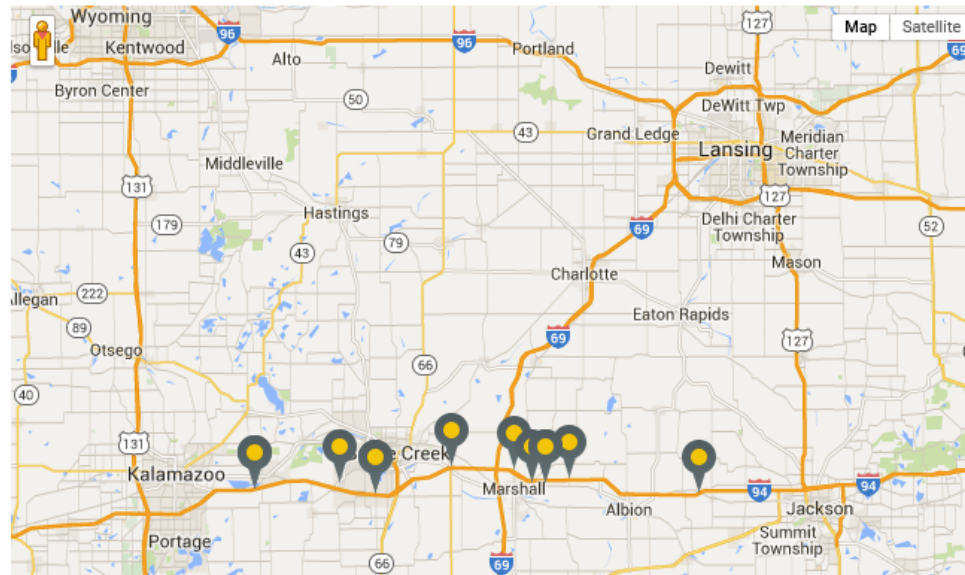 Wyoming
Kentwood
Byron Center
Alto
96
96
Portland
127
Map
Satellite
69
Dewitt
DeWitt Twp
50
43
Grand Ledge
Lansing
Meridian
Charter
Township
Middleville
131
Hastings
127
179
43
79
69
Delhi Charter
Township
52
Mason
Charlotte
222
Eaton Rapids
89
Otsego
69
127
66
40
131
Kalamazoo
Creek
Marshall
Albion
94
94
Jackson
Summit
Township
Portage
66
69